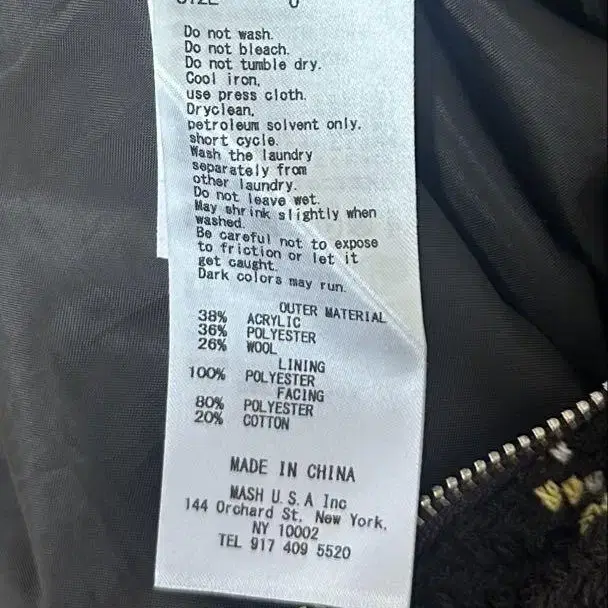 SIZE 0
Do not wash.
Do not bleach.
Do not tumble dry.
Cool iron,
use press cloth.
Dryclean,
petroleum solvent only.
short cycle.
Wash the laundry
separately from
other laundry.
Do not leave wet.
May shrink slightly when
washed.
Be careful not to expose
to friction or let it
get caught.
Dark colors may run.
OUTER MATERIAL
38% ACRYLIC
36% POLYESTER
26% WOOL
LINING
100% POLYESTER
FACING
80% POLYESTER
20% COTTON
MADE IN CHINA
MASH U.S.A Inc
144 Orchard St, New York,
NY 10002
TEL 917 409 5520